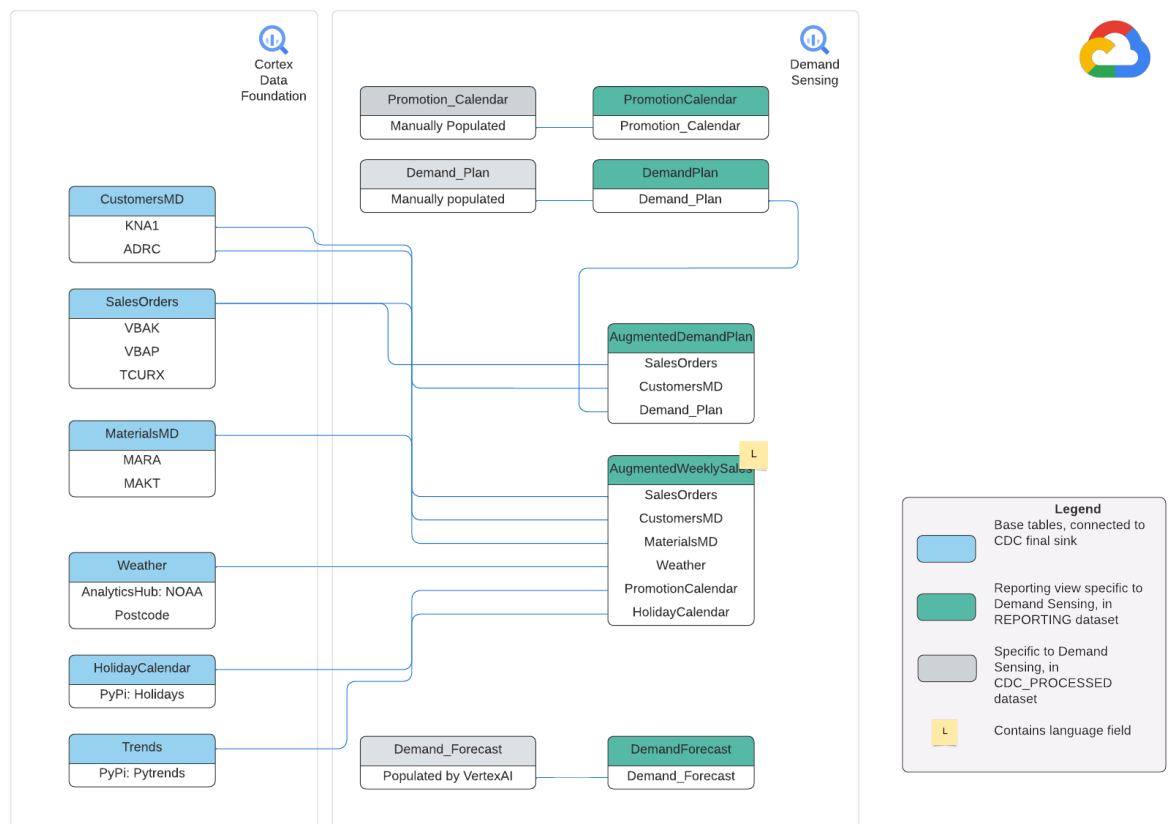 Cortex
Data
Foundation
Demand
Sensing
Promotion_Calendar
Manually Populated
PromotionCalendar
Promotion_Calendar
Demand_Plan
Manually populated
DemandPlan
Demand_Plan
CustomersMD
KNA1
ADRC
SalesOrders
VBAK
VBAP
TCURX
MaterialsMD
MARA
MAKT
Weather
AnalyticsHub: NOAA
Postcode
HolidayCalendar
PyPi: Holidays
Trends
PyPi: Pytrends
AugmentedDemandPlan
SalesOrders
CustomersMD
Demand_Plan
L
AugmentedWeeklySales
SalesOrders
CustomersMD
MaterialsMD
Weather
PromotionCalendar
HolidayCalendar
Demand_Forecast
Populated by VertexAI
DemandForecast
Demand_Forecast
Legend
Base tables, connected to
CDC final sink
Reporting view specific to
Demand Sensing, in
REPORTING dataset
Specific to Demand
Sensing, in
CDC_PROCESSED
dataset
L
Contains language field